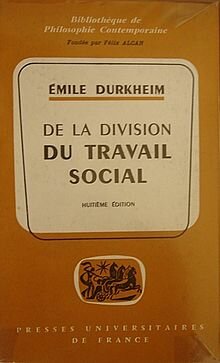 Bibliothèque de
Philosophie Contemporaine
Fondée par Félix ALCAN
ÉMILE DURKHEIM
DE LA DIVISION
DU TRAVAIL
SOCIAL
HUITIÈME ÉDITION
PRESSES UNIVERSITAIRES
DE FRANCE